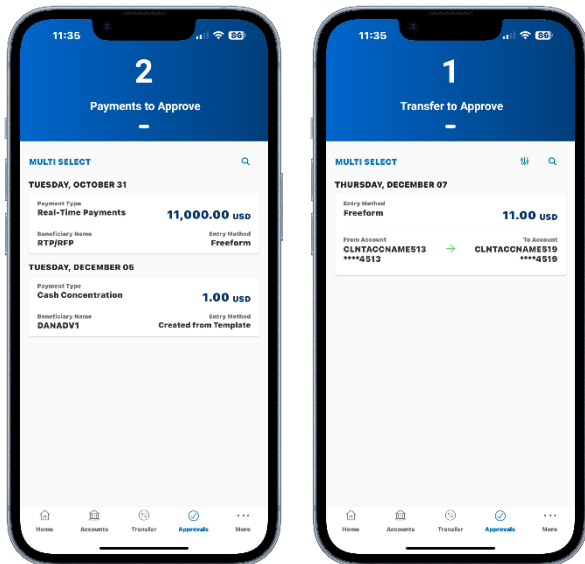 11:35
86
2
Payments to Approve
MULTI SELECT
TUESDAY, OCTOBER 31
Payment Type
Real-Time Payments
11,000.00 USD
Beneficiary Name
Entry Method
RTP/RFP
Freeform
TUESDAY, DECEMBER 05
Payment Type
Cash Concentration
1.00 USD
Beneficiary Name
Entry Method
DANADV1
Created from Template
Home
Accounts
Transfer
Approvals
More
11:35
86
1
Transfer to Approve
MULTI SELECT
THURSDAY, DECEMBER 07
Entry Method
Freeform
11.00 USD
From Account
To Account
CLNTACCNAME513
CLNTACCNAME519
****4513
****4519
Home
Accounts
Transfer
Approvals
More